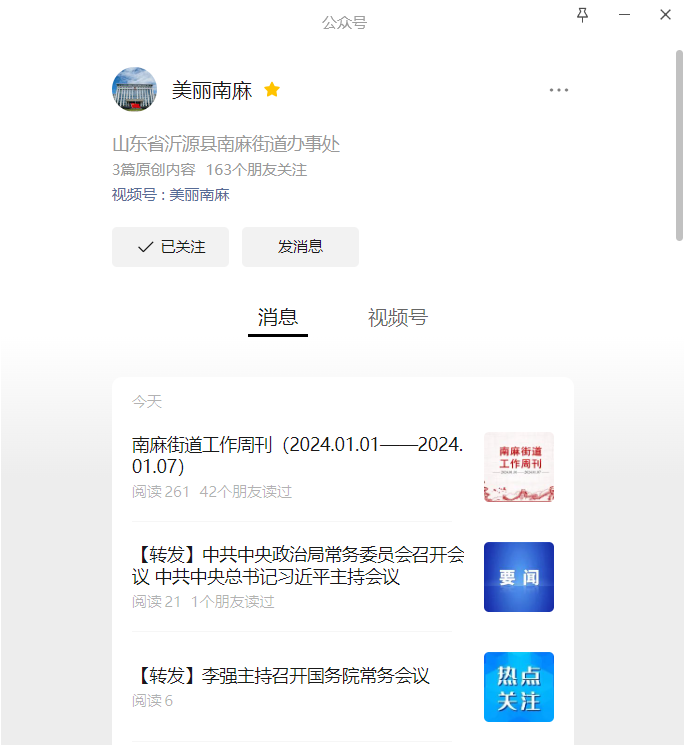 公众号
美丽南麻
山东省沂源县南麻街道办事处
3篇原创内容 163个朋友关注
视频号 : 美丽南麻
已关注 发消息
消息 视频号
今天
南麻街道工作周刊（2024.01.01——2024.
01.07）
阅读 261 42个朋友读过
南麻街道
工作周刊
【转发】中共中央政治局常务委员会召开会
议 中共中央总书记习近平主持会议
阅读 21 1个朋友读过
要闻
【转发】李强主持召开国务院常务会议
阅读 6
热点
关注